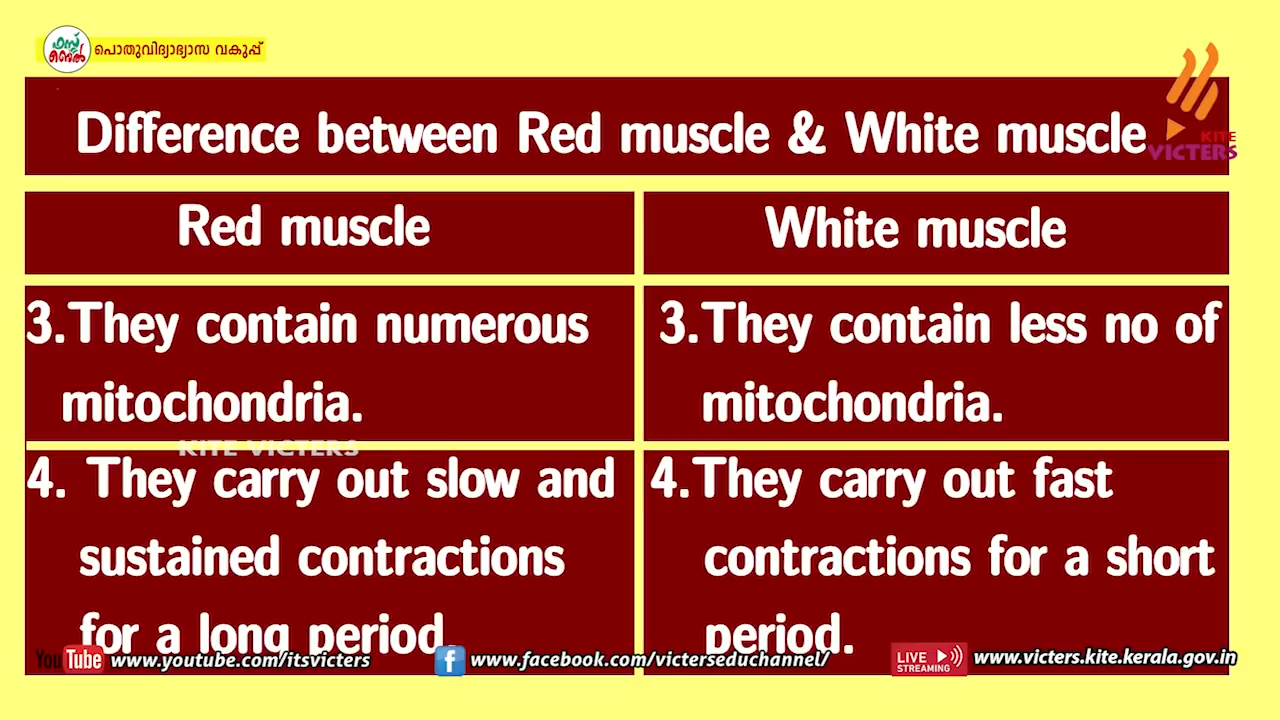 ഫസ്റ്റ്
ബെൽ
പൊതുവിദ്യാഭ്യാസ വകുപ്പ്
KITE
VICTERS
Difference between Red muscle & White muscle
Red muscle
White muscle
3.They contain numerous
mitochondria.
3.They contain less no of
mitochondria.
KITE VICTERS
4. They carry out slow and
sustained contractions
for a long period.
4.They carry out fast
contractions for a short
period.
YouTube www.youtube.com/itsvicters
f www.facebook.com/victerseduchannel/
LIVE
STREAMING
www.victers.kite.kerala.gov.in